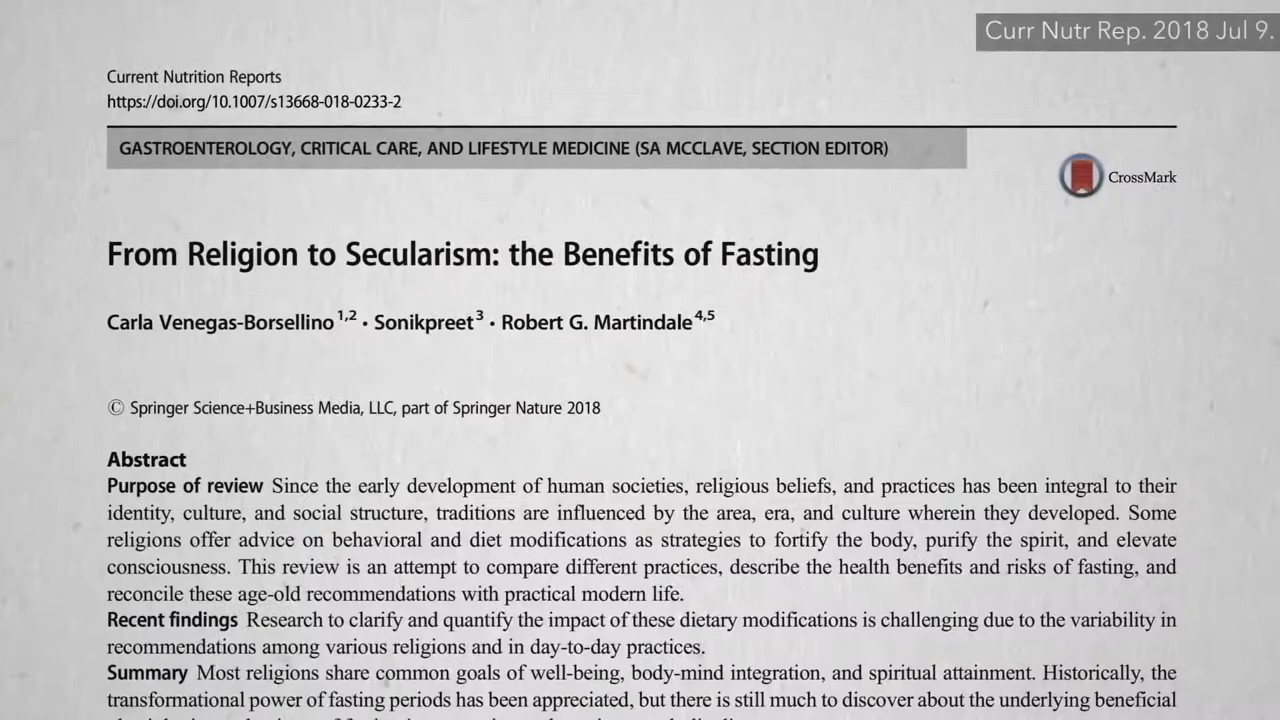 Curr Nutr Rep. 2018 Jul 9.
Current Nutrition Reports
https://doi.org/10.1007/s13668-018-0233-2
GASTROENTEROLOGY, CRITICAL CARE, AND LIFESTYLE MEDICINE (SA MCCLAVE, SECTION EDITOR)
CrossMark
From Religion to Secularism: the Benefits of Fasting
Carla Venegas-Borsellino 1,2 · Sonikpreet 3 · Robert G. Martindale 4,5
© Springer Science+Business Media, LLC, part of Springer Nature 2018
Abstract
Purpose of review Since the early development of human societies, religious beliefs, and practices has been integral to their
identity, culture, and social structure, traditions are influenced by the area, era, and culture wherein they developed. Some
religions offer advice on behavioral and diet modifications as strategies to fortify the body, purify the spirit, and elevate
consciousness. This review is an attempt to compare different practices, describe the health benefits and risks of fasting, and
reconcile these age-old recommendations with practical modern life.
Recent findings Research to clarify and quantify the impact of these dietary modifications is challenging due to the variability in
recommendations among various religions and in day-to-day practices.
Summary Most religions share common goals of well-being, body-mind integration, and spiritual attainment. Historically, the
transformational power of fasting periods has been appreciated, but there is still much to discover about the underlying beneficial